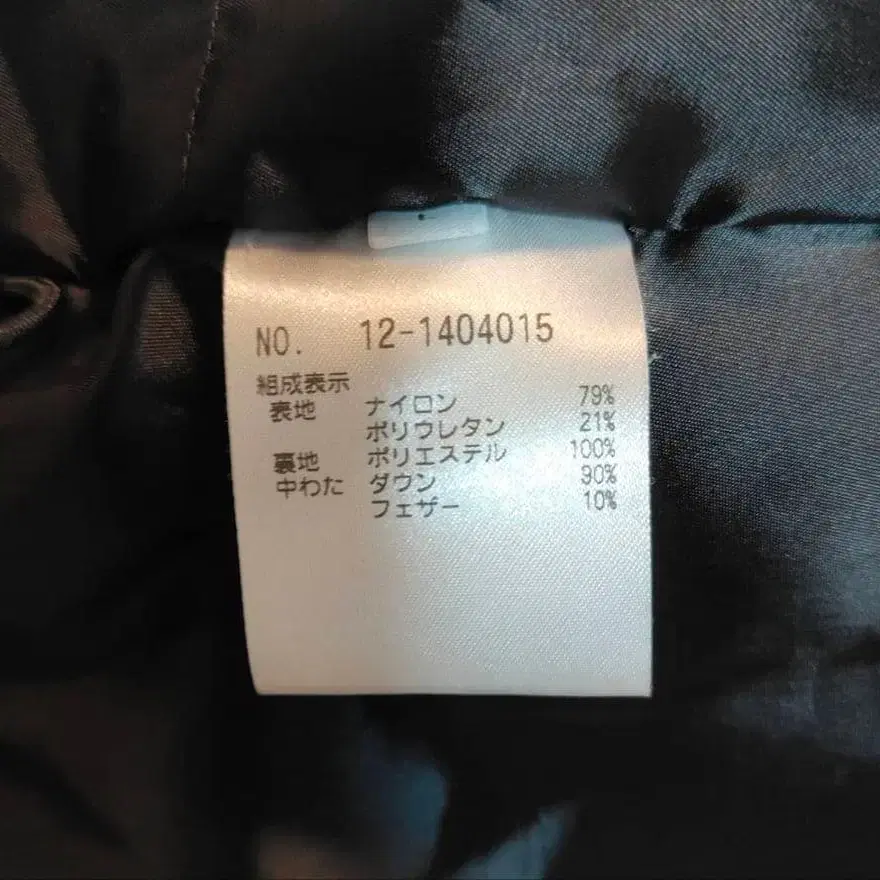 NO. 12-1404015
組成表示
表地 ナイロン 79%
ポリウレタン 21%
裏地 ポリエステル 100%
中わた ダウン 90%
フェザー 10%